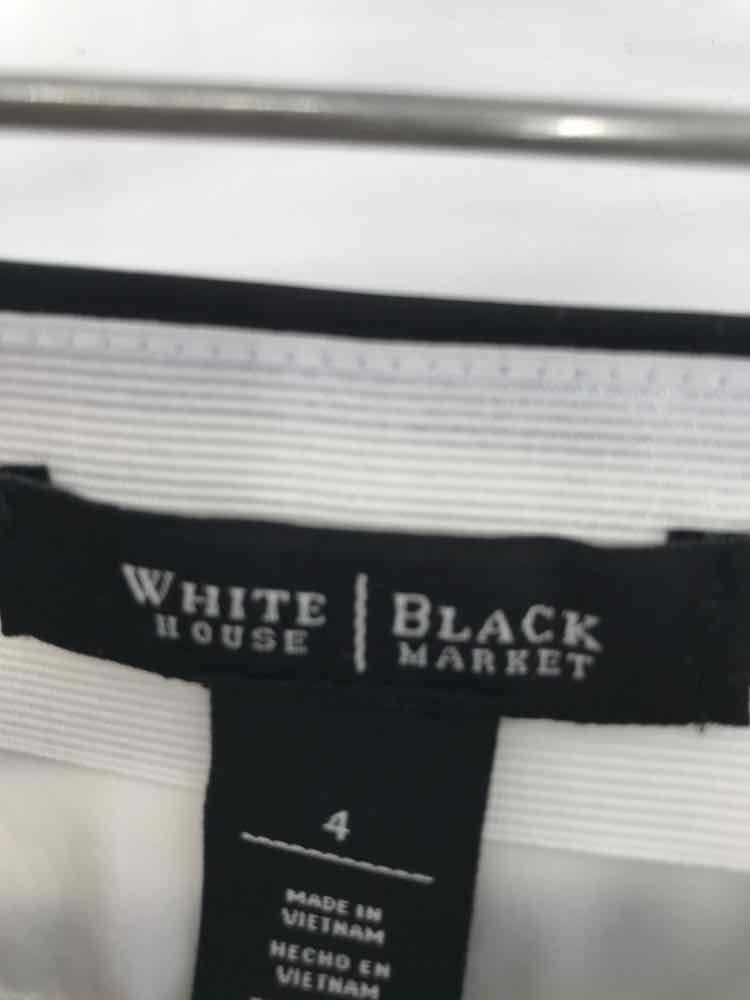 WHITE | BLACK
HOUSE MARKET
4
MADE IN
VIETNAM
HECHO EN
VIETNAM